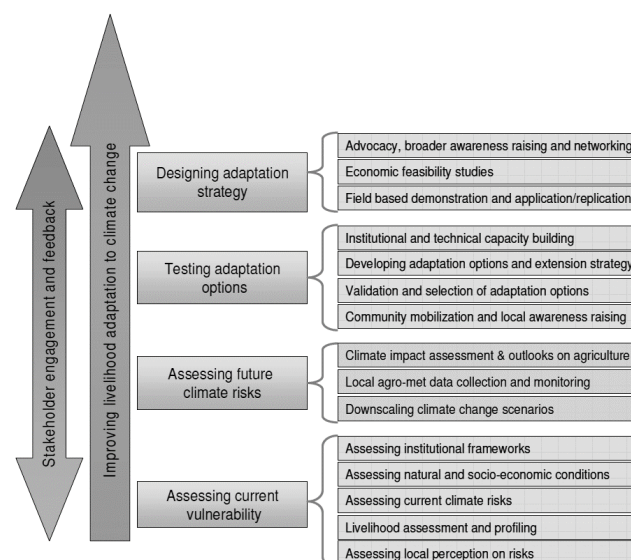 Stakeholder engagement and feedback
Improving livelihood adaptation to climate change
Designing adaptation
strategy
Advocacy, broader awareness raising and networking
Economic feasibility studies
Field based demonstration and application/replication
Testing adaptation
options
Institutional and technical capacity building
Developing adaptation options and extension strategy
Validation and selection of adaptation options
Community mobilization and local awareness raising
Assessing future
climate risks
Climate impact assessment & outlooks on agriculture
Local agro-met data collection and monitoring
Downscaling climate change scenarios
Assessing current
vulnerability
Assessing institutional frameworks
Assessing natural and socio-economic conditions
Assessing current climate risks
Livelihood assessment and profiling
Assessing local perception on risks